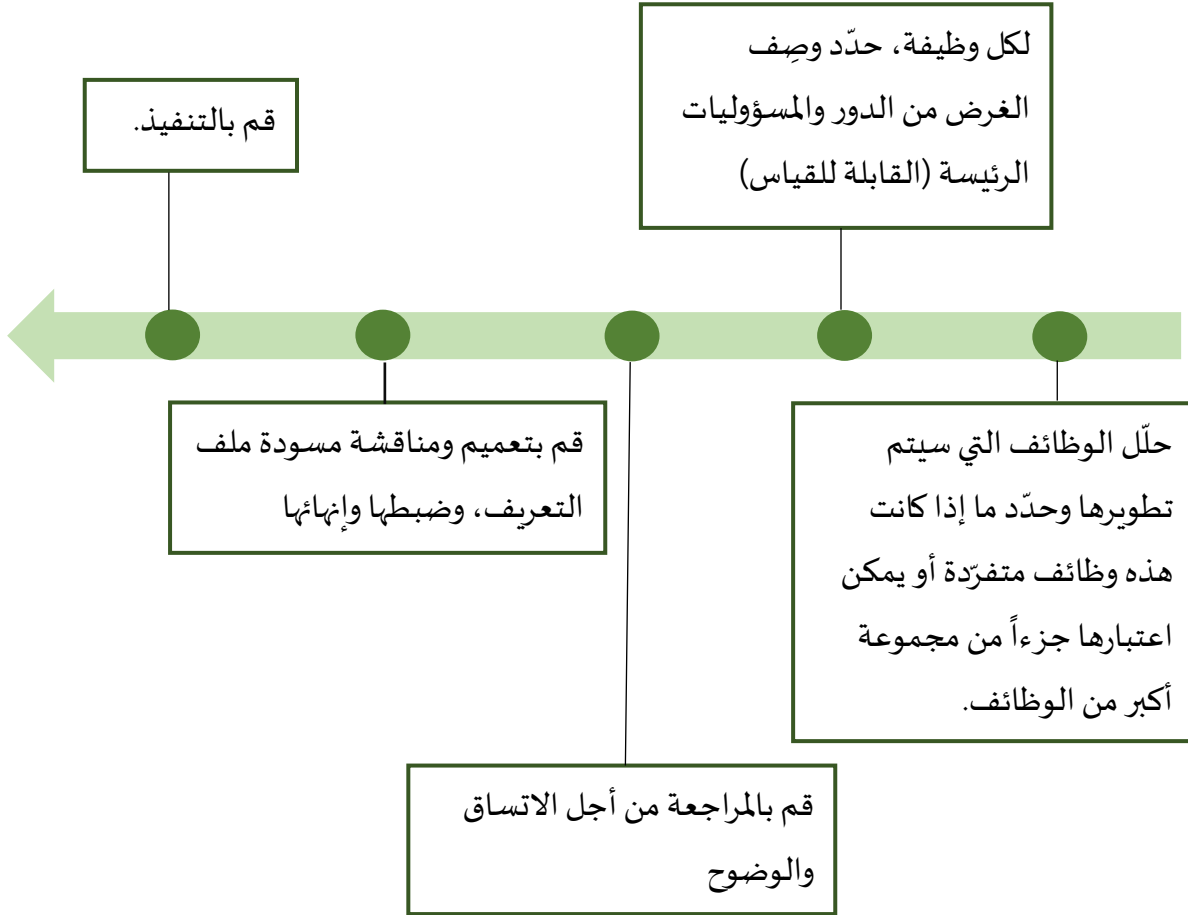 حلّل الوظائف التي سيتم
تطويرها وحدّد ما إذا كانت
هذه وظائف متفرّدة أو يمكن
اعتبارها جزءاً من مجموعة
أكبر من الوظائف.
لكل وظيفة، حدّد وصِف
الغرض من الدور والمسؤوليات
الرئيسة (القابلة للقياس)
قم بالمراجعة من أجل الاتساق
والوضوح
قم بتعميم ومناقشة مسودة ملف
التعريف، وضبطها وإنهائها
قم بالتنفيذ.